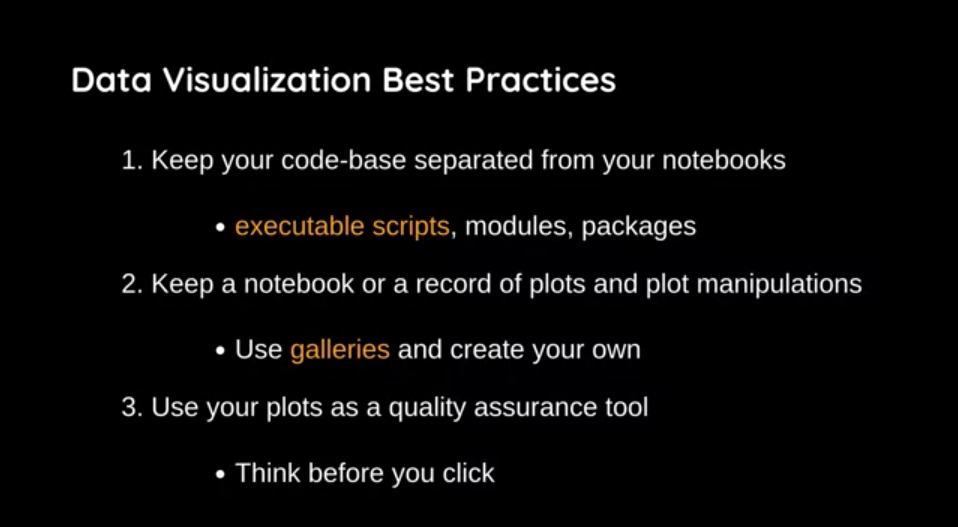 Data Visualization Best Practices
1. Keep your code-base separated from your notebooks
• executable scripts, modules, packages
2. Keep a notebook or a record of plots and plot manipulations
• Use galleries and create your own
3. Use your plots as a quality assurance tool
• Think before you click